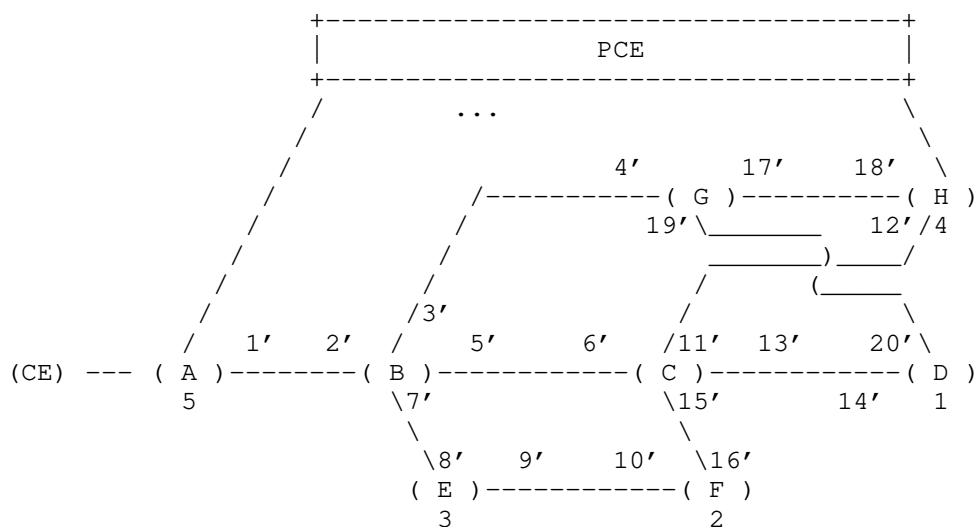 PCE
...
4′ 17′ 18′
( G ) ( H )
19′ 12′ 4
3′
1′ 2′ 5′ 6′ 11′ 13′ 20′
(CE) --- ( A ) ( B ) ( C ) ( D )
5 7′ 15′ 14′ 1
8′ 9′ 10′ 16′
( E ) ( F )
3 2